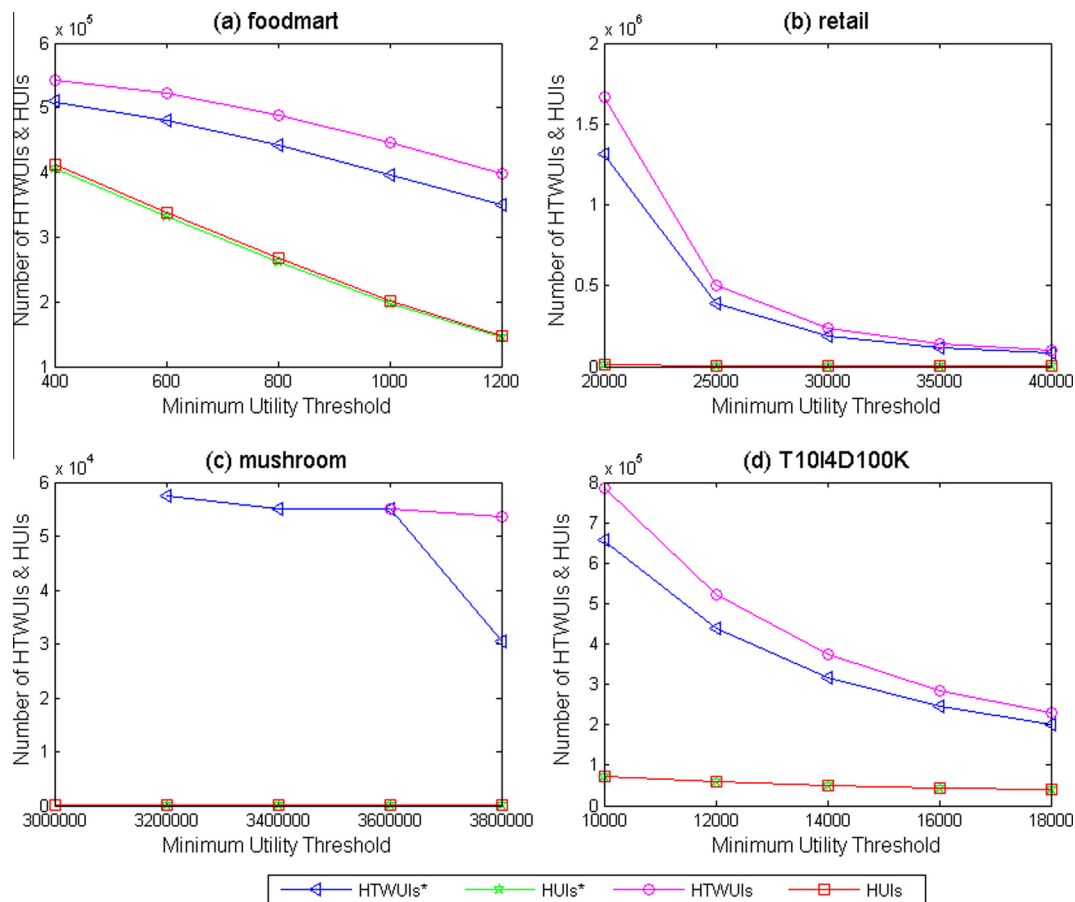 (a) foodmart
x 10^5
6
5
4
3
2
1
400 600 800 1000 1200
Number of HTWUIs & HUIs
Minimum Utility Threshold
(b) retail
x 10^6
2
1.5
1
0.5
0
20000 25000 30000 35000 40000
Number of HTWUIs & HUIs
Minimum Utility Threshold
(c) mushroom
x 10^4
6
5
4
3
2
1
0
3000000 3200000 3400000 3600000 3800000
Number of HTWUIs & HUIs
Minimum Utility Threshold
(d) T10I4D100K
x 10^5
8
7
6
5
4
3
2
1
0
10000 12000 14000 16000 18000
Number of HTWUIs & HUIs
Minimum Utility Threshold
HTWUIs* HUIs* HTWUIs HUIs